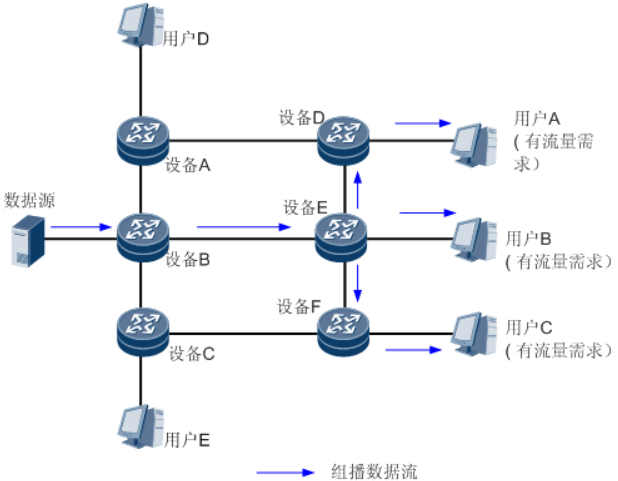 用户D
设备D
用户A
( 有流量需
求）
设备A
数据源
设备E
用户B
( 有流量需求）
设备B
设备F
用户C
( 有流量需求）
设备C
用户E
组播数据流